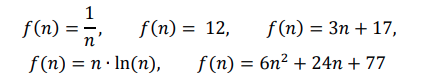 f(n) = 1/n, f(n) = 12, f(n) = 3n + 17,
f(n) = n · ln(n), f(n) = 6n² + 24n + 77